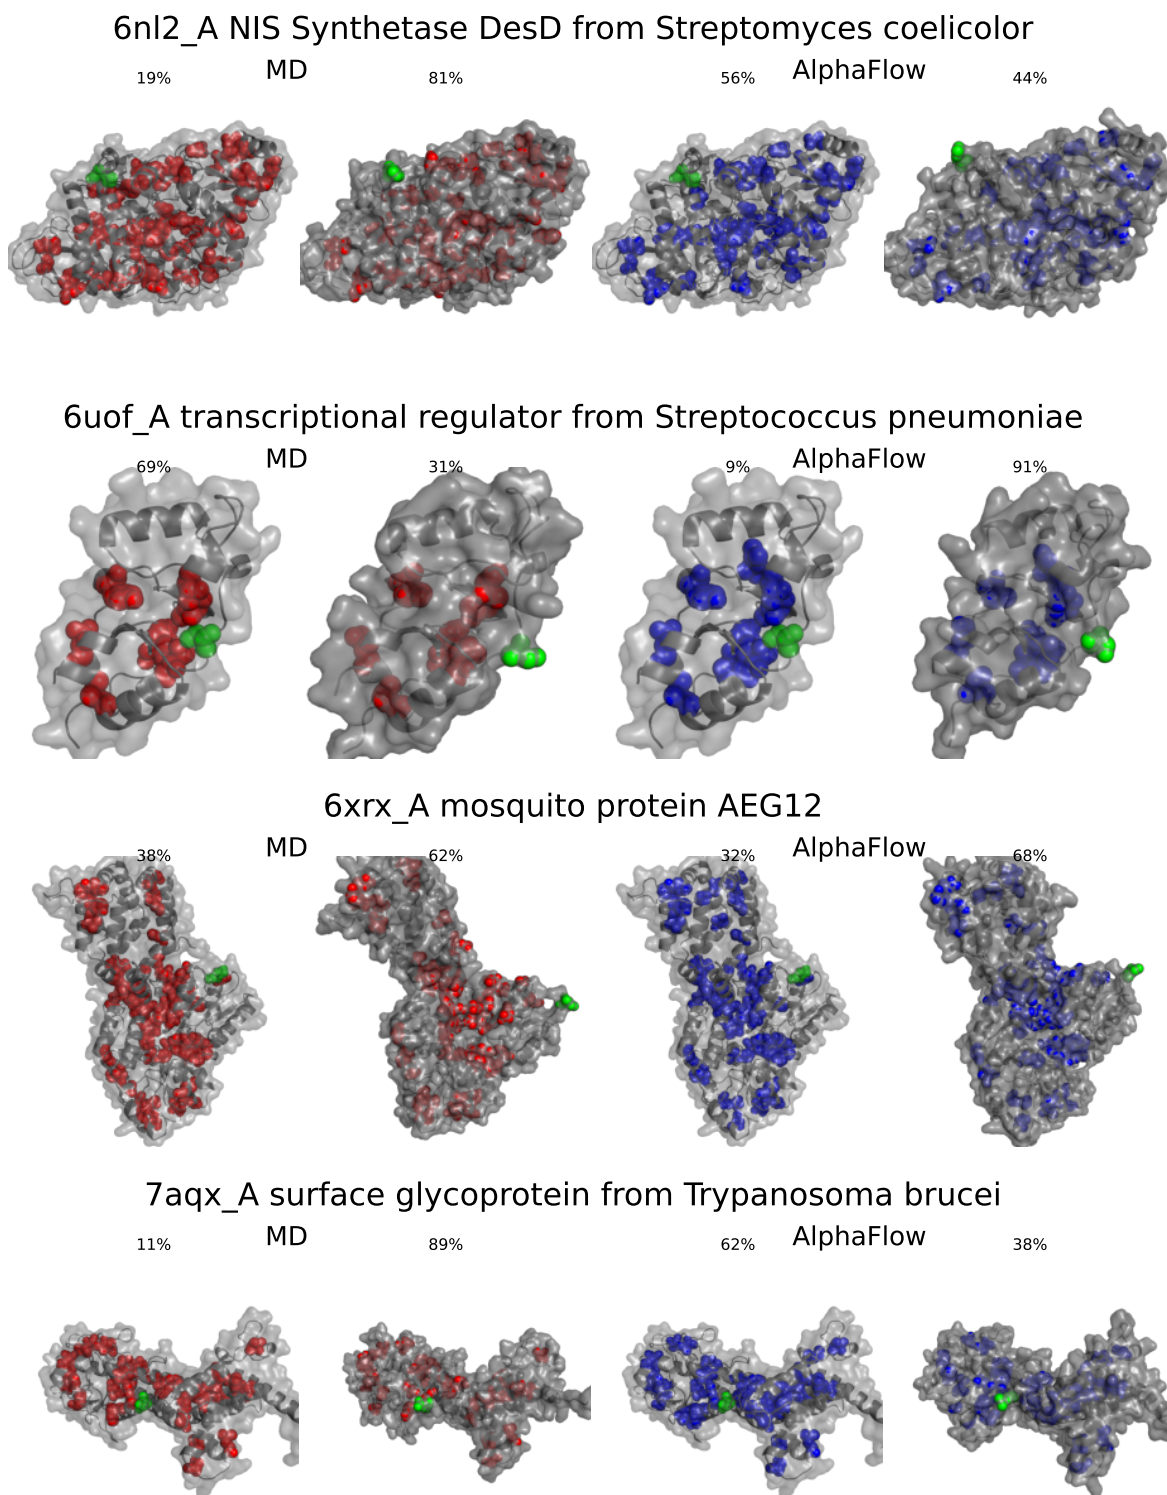 6nl2_A NIS Synthetase DesD from Streptomyces coelicolor
19% MD 81% 56% AlphaFlow 44%
6uof_A transcriptional regulator from Streptococcus pneumoniae
69% MD 31% 9% AlphaFlow 91%
6xrx_A mosquito protein AEG12
38% MD 62% 32% AlphaFlow 68%
7aqx_A surface glycoprotein from Trypanosoma brucei
11% MD 89% 62% AlphaFlow 38%